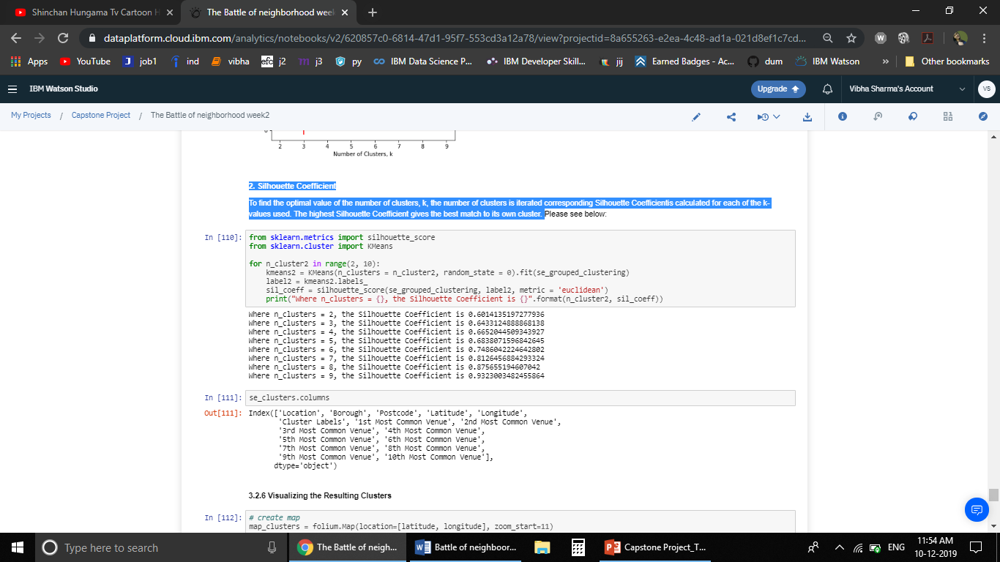 Shinchan Hungama Tv Cartoon H
The Battle of neighborhood week
dataplatform.cloud.ibm.com/analytics/notebooks/v2/620857c0-6814-47d1-95f7-553cd3a12a78/view?projectid=8a655263-e2ea-4c48-ad1a-021d8ef1c7cd...
Apps YouTube job1 ind vibha efc j2 j3 py IBM Data Science P... IBM Developer Skill... jij Earned Badges - Ac... dum IBM Watson » Other bookmarks
IBM Watson Studio Upgrade Vibha Sharma's Account VS
My Projects / Capstone Project / The Battle of neighborhood week2
0
2 3 4 5 6 7 8 9
Number of Clusters, k
2. Silhouette Coefficient
To find the optimal value of the number of clusters, k, the number of clusters is iterated corresponding Silhouette Coefficientis calculated for each of the k-
values used. The highest Silhouette Coefficient gives the best match to its own cluster. Please see below:
In [110]: from sklearn.metrics import silhouette_score
from sklearn.cluster import KMeans
for n_cluster2 in range(2, 10):
kmeans2 = KMeans(n_clusters = n_cluster2, random_state = 0).fit(se_grouped_clustering)
label2 = kmeans2.labels_
sil_coeff = silhouette_score(se_grouped_clustering, label2, metric = 'euclidean')
print("Where n_clusters = {}, the Silhouette Coefficient is {}".format(n_cluster2, sil_coeff))
Where n_clusters = 2, the Silhouette Coefficient is 0.6014135197277936
Where n_clusters = 3, the Silhouette Coefficient is 0.6433124888868138
Where n_clusters = 4, the Silhouette Coefficient is 0.6652044509343927
Where n_clusters = 5, the Silhouette Coefficient is 0.6838071596842645
Where n_clusters = 6, the Silhouette Coefficient is 0.7486042224642802
Where n_clusters = 7, the Silhouette Coefficient is 0.8126456884293324
Where n_clusters = 8, the Silhouette Coefficient is 0.875655194607042
Where n_clusters = 9, the Silhouette Coefficient is 0.9323003482455864
In [111]: se_clusters.columns
Out[111]: Index(['Location', 'Borough', 'Postcode', 'Latitude', 'Longitude',
'Cluster Labels', '1st Most Common Venue', '2nd Most Common Venue',
'3rd Most Common Venue', '4th Most Common Venue',
'5th Most Common Venue', '6th Most Common Venue',
'7th Most Common Venue', '8th Most Common Venue',
'9th Most Common Venue', '10th Most Common Venue'],
dtype='object')
3.2.6 Visualizing the Resulting Clusters
In [112]: # create map
map_clusters = folium.Map(location=[latitude, longitude], zoom_start=11)
Type here to search
The Battle of neigh...
Battle of neighboor...
Capstone Project_T...
ENG
11:54 AM
10-12-2019